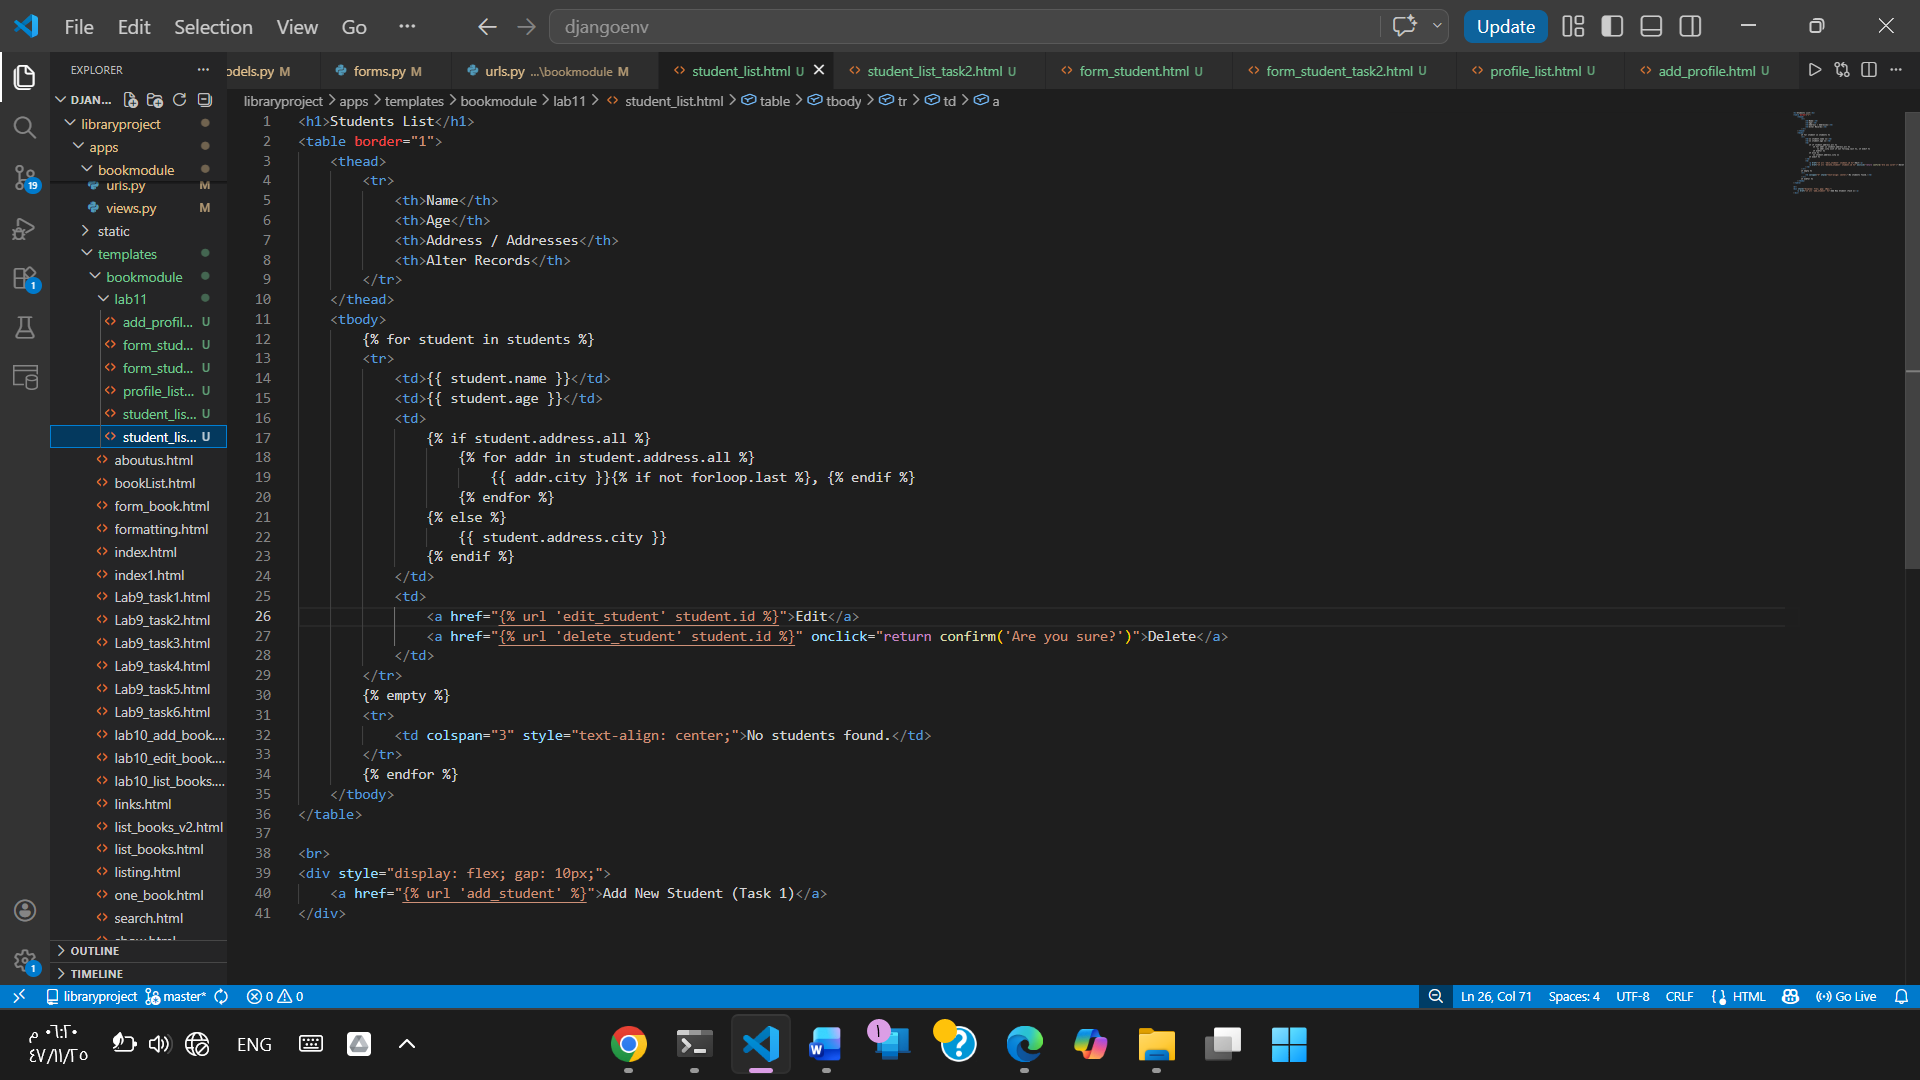 File Edit Selection View Go ··· djangoenv Update
EXPLORER ···
odels.py M forms.py M urls.py ...\bookmodule M student_list.html U student_list_task2.html U form_student.html U form_student_task2.html U profile_list.html U add_profile.html U
libraryproject > apps > templates > bookmodule > lab11 > student_list.html > table > tbody > tr > td > a
DJAN...
libraryproject
apps
bookmodule
urls.py M
views.py M
static
templates
bookmodule
lab11
add_profil... U
form_stud... U
form_stud... U
profile_list... U
student_lis... U
student_lis... U
aboutus.html
bookList.html
form_book.html
formatting.html
index.html
index1.html
Lab9_task1.html
Lab9_task2.html
Lab9_task3.html
Lab9_task4.html
Lab9_task5.html
Lab9_task6.html
lab10_add_book....
lab10_edit_book....
lab10_list_books....
links.html
list_books_v2.html
list_books.html
listing.html
one_book.html
search.html
OUTLINE
TIMELINE
1 <h1>Students List</h1>
2 <table border="1">
3 <thead>
4 <tr>
5 <th>Name</th>
6 <th>Age</th>
7 <th>Address / Addresses</th>
8 <th>Alter Records</th>
9 </tr>
10 </thead>
11 <tbody>
12 {% for student in students %}
13 <tr>
14 <td>{{ student.name }}</td>
15 <td>{{ student.age }}</td>
16 <td>
17 {% if student.address.all %}
18 {% for addr in student.address.all %}
19 {{ addr.city }}{% if not forloop.last %}, {% endif %}
20 {% endfor %}
21 {% else %}
22 {{ student.address.city }}
23 {% endif %}
24 </td>
25 <td>
26 <a href="{% url 'edit_student' student.id %}">Edit</a>
27 <a href="{% url 'delete_student' student.id %}" onclick="return confirm('Are you sure?')">Delete</a>
28 </td>
29 </tr>
30 {% empty %}
31 <tr>
32 <td colspan="3" style="text-align: center;">No students found.</td>
33 </tr>
34 {% endfor %}
35 </tbody>
36 </table>
37
38 <br>
39 <div style="display: flex; gap: 10px;">
40 <a href="{% url 'add_student' %}">Add New Student (Task 1)</a>
41 </div>
19
1
1
libraryproject master* 0 0 Ln 26, Col 71 Spaces: 4 UTF-8 CRLF HTML Go Live
٠٦:٢٠ م
٤٧/١١/٢٥
ENG
١